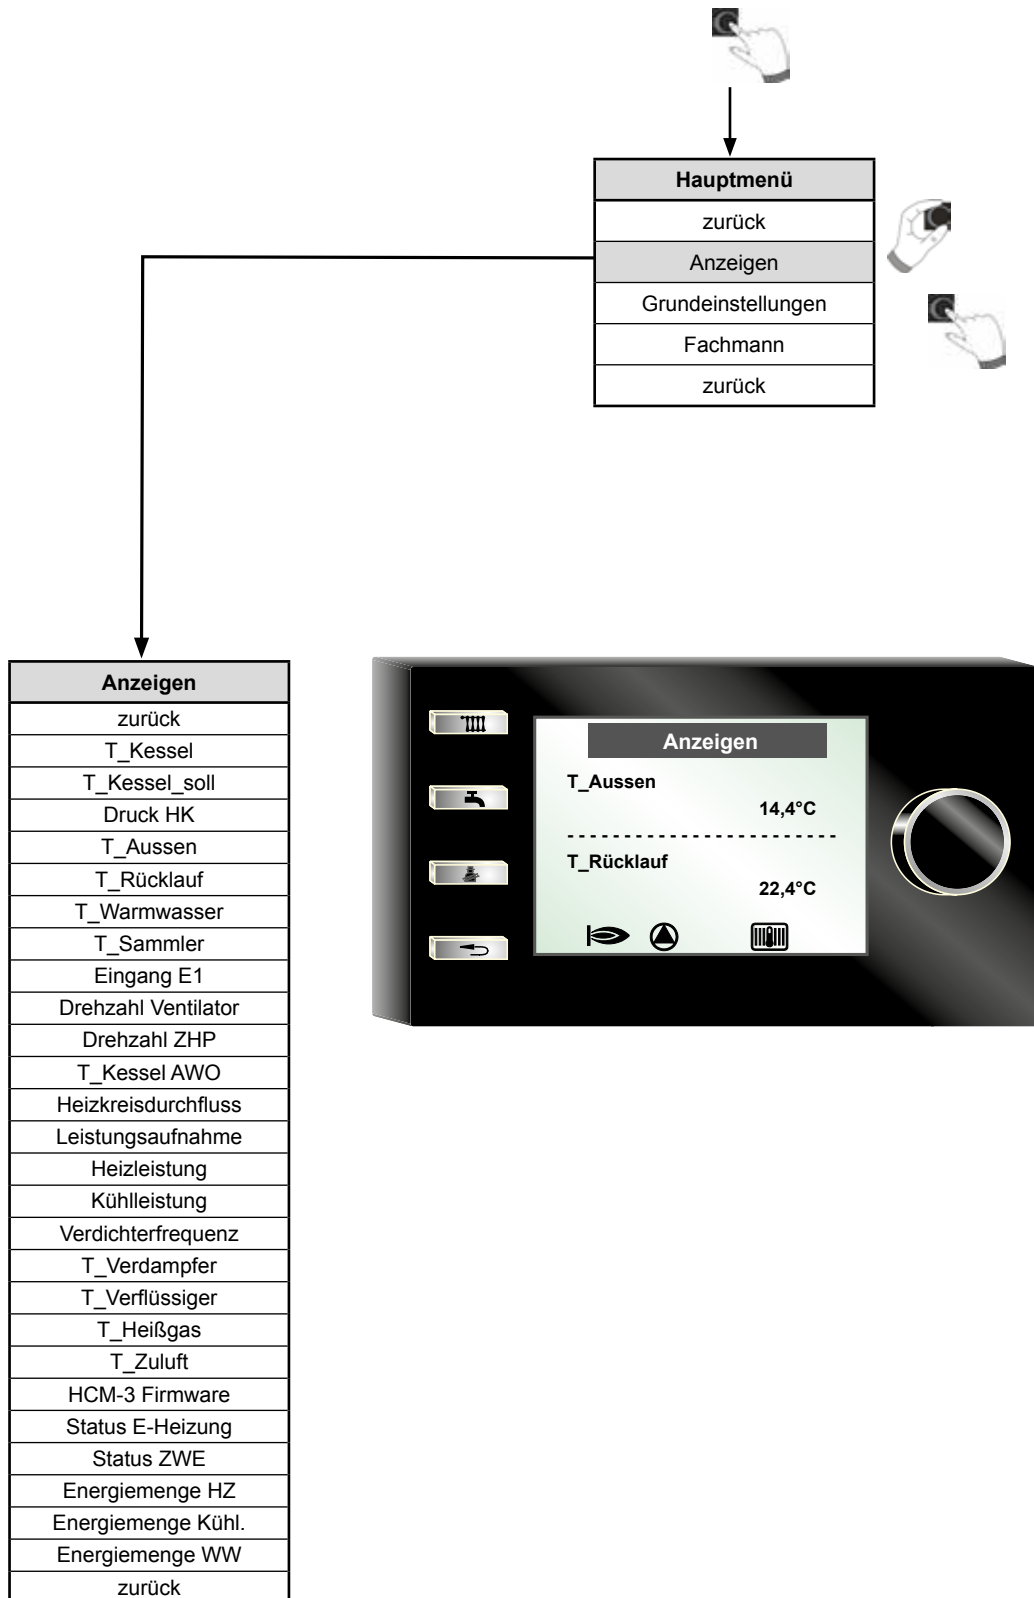 Hauptmenü
zurück
Anzeigen
Grundeinstellungen
Fachmann
zurück
Anzeigen
zurück
T_Kessel
T_Kessel_soll
Druck HK
T_Aussen
T_Rücklauf
T_Warmwasser
T_Sammler
Eingang E1
Drehzahl Ventilator
Drehzahl ZHP
T_Kessel AWO
Heizkreisdurchfluss
Leistungsaufnahme
Heizleistung
Kühlleistung
Verdichterfrequenz
T_Verdampfer
T_Verflüssiger
T_Heißgas
T_Zuluft
HCM-3 Firmware
Status E-Heizung
Status ZWE
Energiemenge HZ
Energiemenge Kühl.
Energiemenge WW
zurück
Anzeigen
T_Aussen
14,4°C
T_Rücklauf
22,4°C